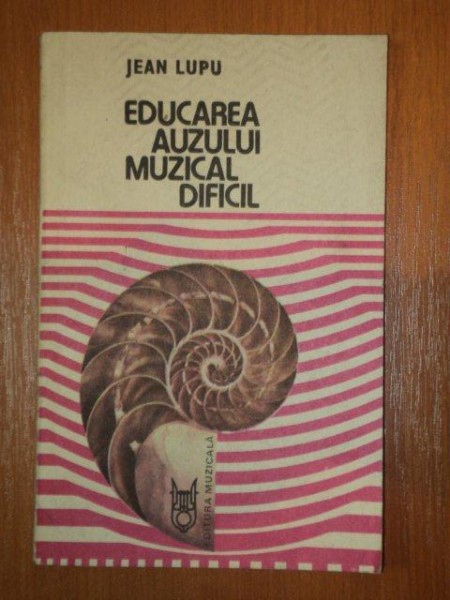 JEAN LUPU
EDUCAREA
AUZULUI
MUZICAL
DIFICIL
EDITURA MUZICALĂ